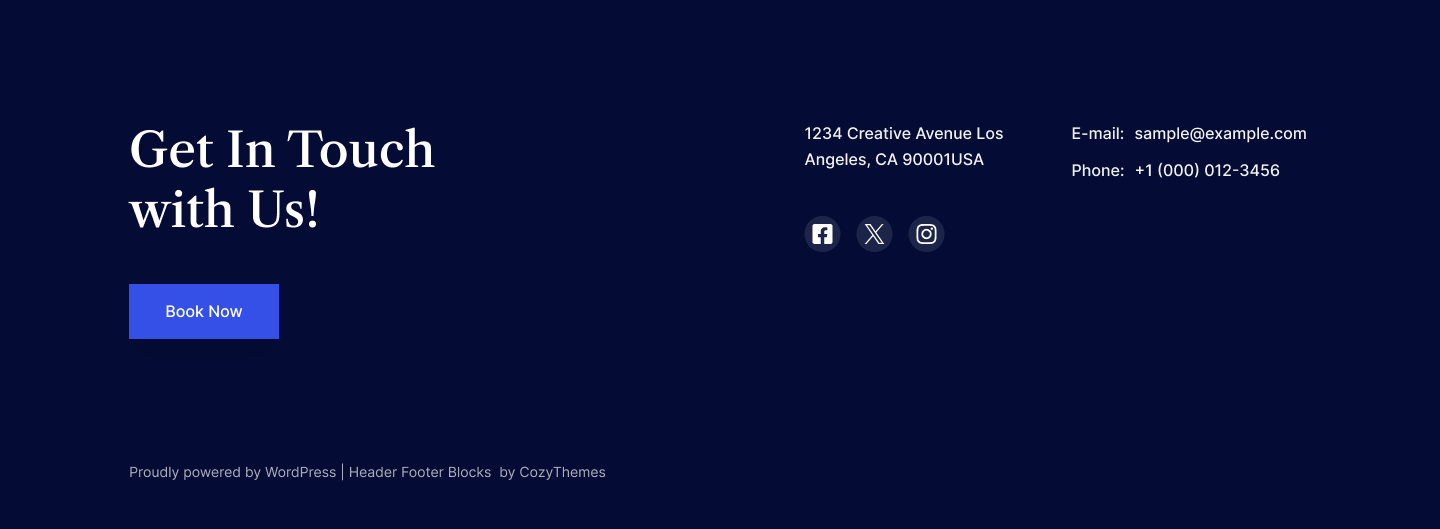 Get In Touch
with Us!
Book Now
1234 Creative Avenue Los
Angeles, CA 90001USA
E-mail: sample@example.com
Phone: +1 (000) 012-3456
Proudly powered by WordPress | Header Footer Blocks by CozyThemes